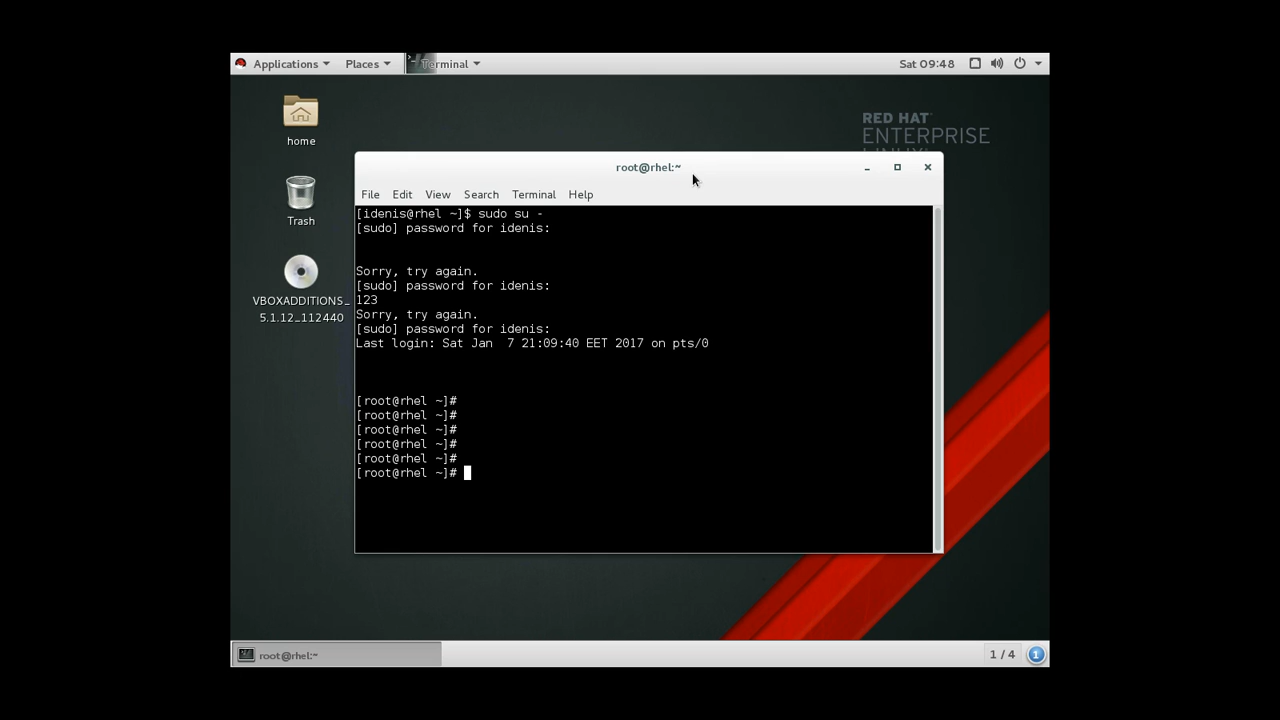 Applications Places Terminal Sat 09:48
home
Trash
VBOXADDITIONS_
5.1.12_112440
RED HAT
ENTERPRISE
root@rhel:~
File Edit View Search Terminal Help
[idenis@rhel ~]$ sudo su -
[sudo] password for idenis:
Sorry, try again.
[sudo] password for idenis:
123
Sorry, try again.
[sudo] password for idenis:
Last login: Sat Jan  7 21:09:40 EET 2017 on pts/0
[root@rhel ~]#
[root@rhel ~]#
[root@rhel ~]#
[root@rhel ~]#
[root@rhel ~]#
[root@rhel ~]#
root@rhel:~ 1 / 4 1